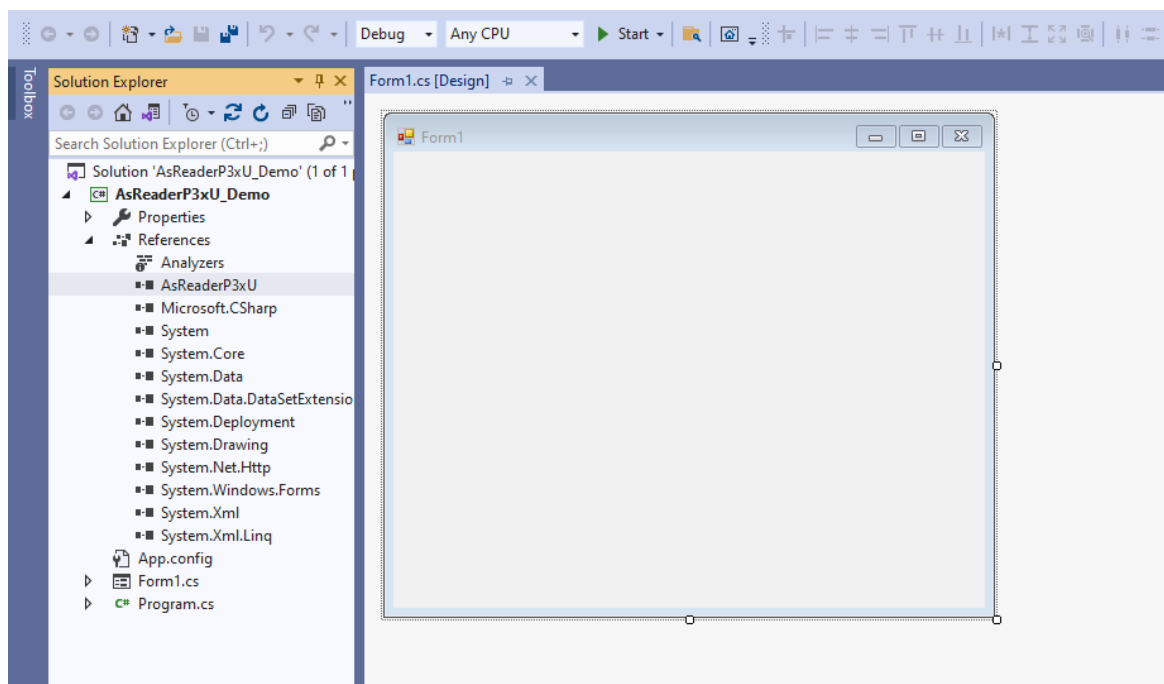 Debug Any CPU Start
Toolbox
Solution Explorer
Form1.cs [Design]
Search Solution Explorer (Ctrl+;)
Form1
Solution 'AsReaderP3xU_Demo' (1 of 1
C# AsReaderP3xU_Demo
Properties
References
Analyzers
AsReaderP3xU
Microsoft.CSharp
System
System.Core
System.Data
System.Data.DataSetExtensio
System.Deployment
System.Drawing
System.Net.Http
System.Windows.Forms
System.Xml
System.Xml.Linq
App.config
Form1.cs
C# Program.cs